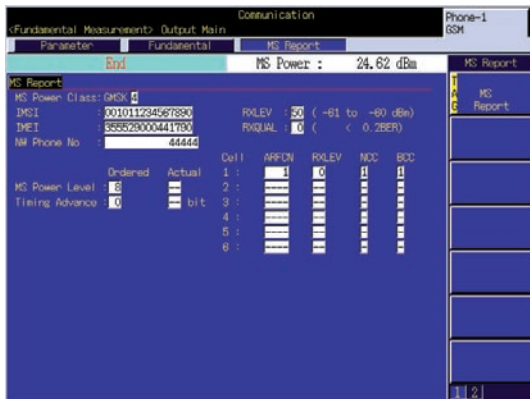 Communication
Phone-1
<Fundamental Measurement> Output Main
GSM
Parameter Fundamental MS Report
End MS Power : 24.62 dBm MS Report
MS Report
MS Power Class: GMSK 4
IMSI : 001011234567890 RXLEV : 50 ( -61 to -60 dBm)
IMEI : 355529000441790 RXQUAL : 0 ( < 0.2BER)
NW Phone No : 44444
TAG
MS
Report
Cell ARFCN RXLEV NCC BCC
Ordered Actual 1 : 1 0 1 1
MS Power Level : 8 -- 2 : ---- -- - -
Timing Advance : 0 -- bit 3 : ---- -- - -
4 : ---- -- - -
5 : ---- -- - -
6 : ---- -- - -
1 2